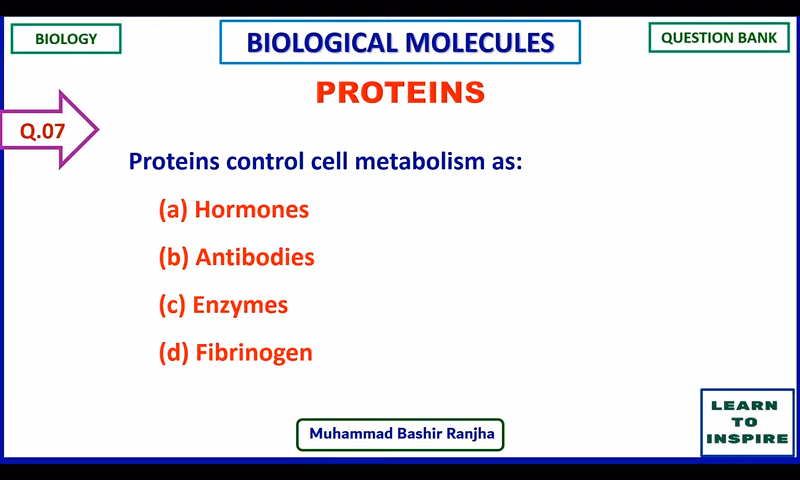 BIOLOGY
BIOLOGICAL MOLECULES
QUESTION BANK
PROTEINS
Q.07
Proteins control cell metabolism as:
(a) Hormones
(b) Antibodies
(c) Enzymes
(d) Fibrinogen
Muhammad Bashir Ranjha
LEARN
TO
INSPIRE